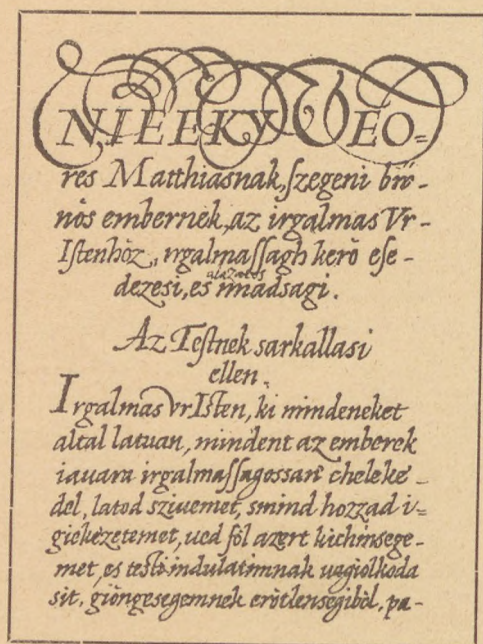 NIEEKY VEO=
res Matthiasnak, szegeni bü-
nös embernek, az irgalmas Vr-
Istenhöz, irgalmassagh kerö ese-
alazatos
dezesi, es imadsagi.
Az Testnek sarkallasi
ellen.
Irgalmas vrIsten, ki mindeneket
altal latuan, mindent az emberek
iauara irgalmassagossan cheleke-
del, latod sziuemet, smind hozzad i-
giekezetemet, ued föl azert kichinsege-
met, es testi indulatimnak uagiolkoda
sit, giöngesegemnek erötlensegiböl, pa-